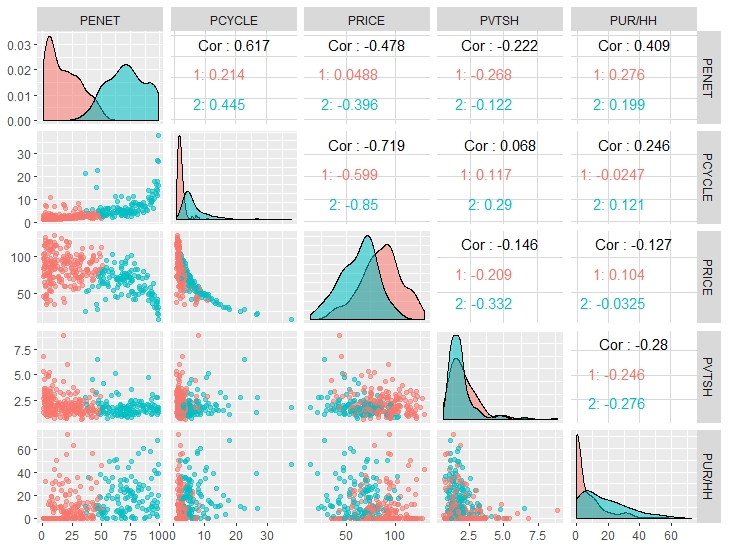 PENET PCYCLE PRICE PVTSH PUR/HH
0.03 Cor : 0.617 Cor : -0.478 Cor : -0.222 Cor : 0.409
0.02 1: 0.214 1: 0.0488 1: -0.268 1: 0.276 PENET
0.01 2: 0.445 2: -0.396 2: -0.122 2: 0.199
0.00
Cor : -0.719 Cor : 0.068 Cor : 0.246
30
20 1: -0.599 1: 0.117 1: -0.0247 PCYCLE
10 2: -0.85 2: 0.29 2: 0.121
0
Cor : -0.146 Cor : -0.127
100 1: -0.209 1: 0.104 PRICE
50 2: -0.332 2: -0.0325
Cor : -0.28
7.5
5.0 1: -0.246 PVTSH
2.5 2: -0.276
60
40 PUR/HH
20
0
0 25 50 75 100 0 10 20 30 50 100 2.5 5.0 7.5 0 20 40 60